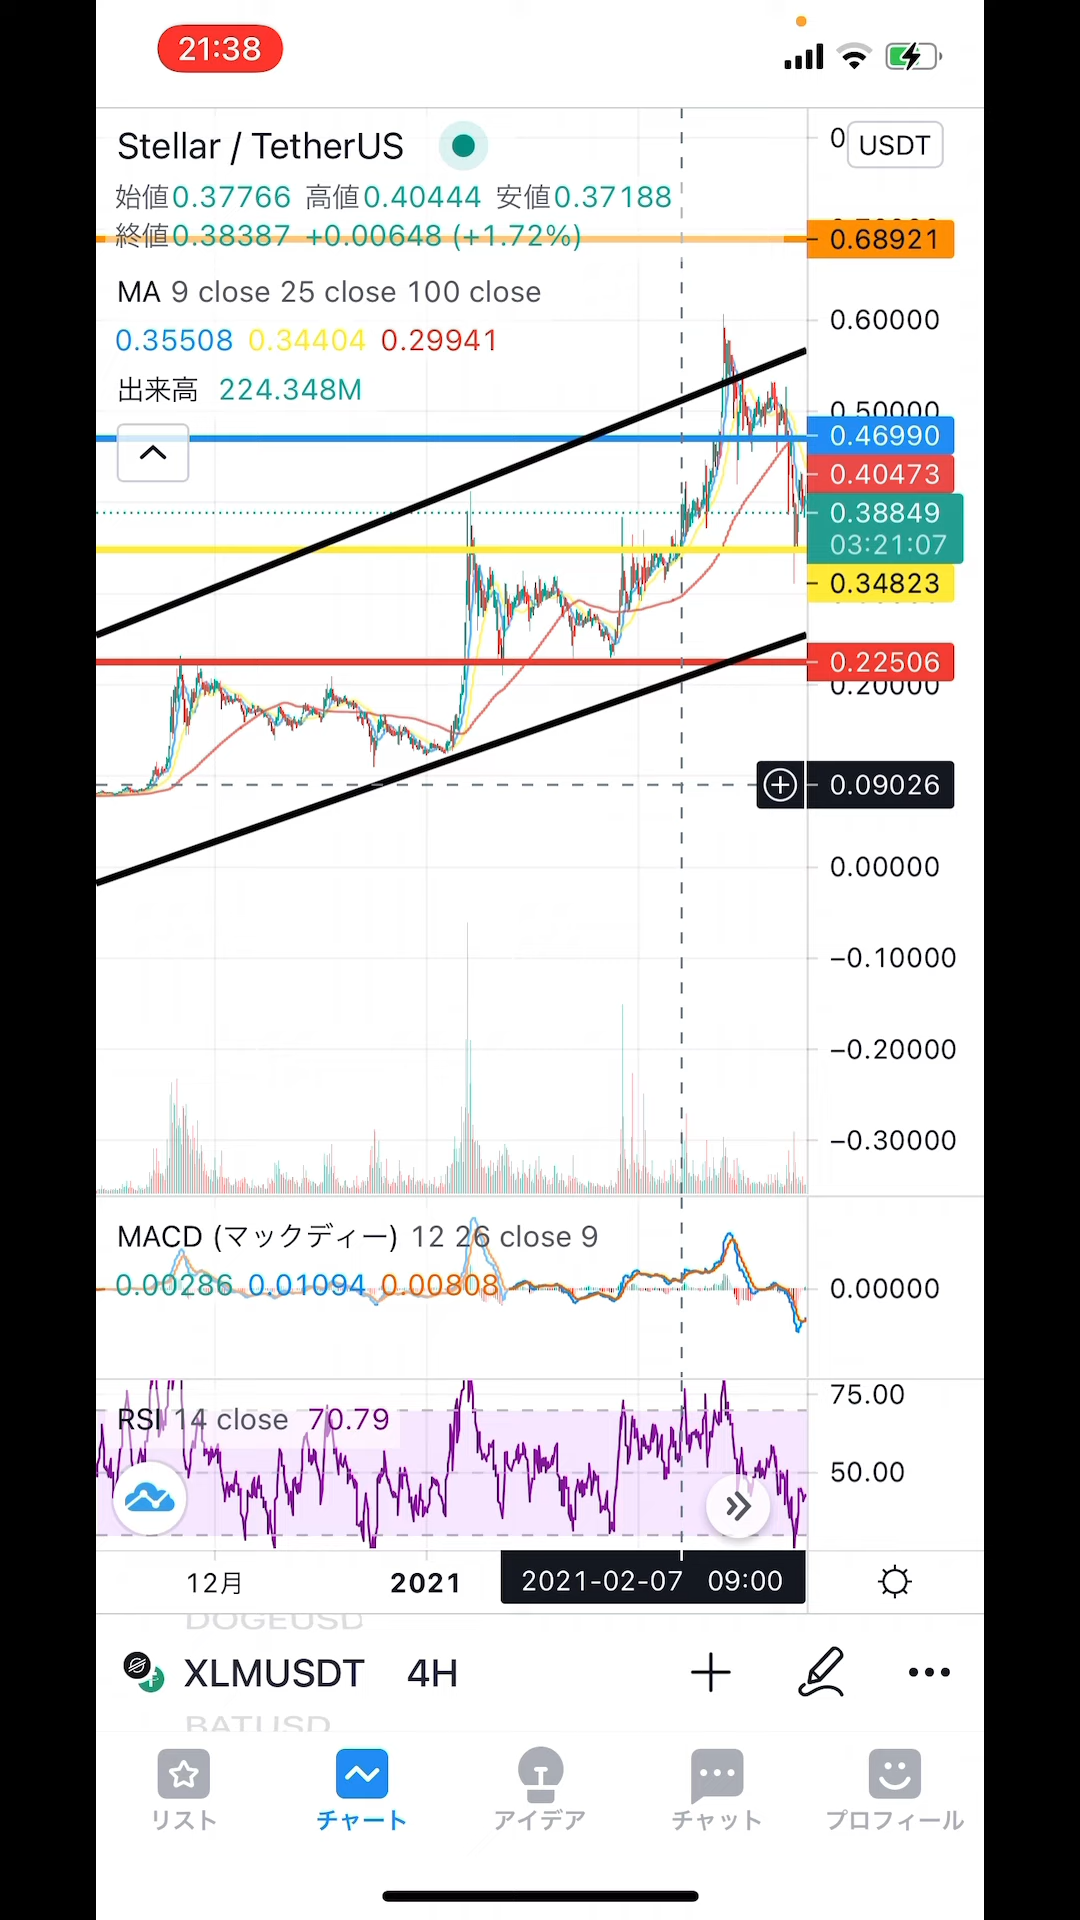 21:38
Stellar / TetherUS
USDT
始値0.37766 高値0.40444 安値0.37188
終値0.38387 +0.00648 (+1.72%)
0.68921
MA 9 close 25 close 100 close
0.60000
0.35508 0.34404 0.29941
出来高 224.348M
0.50000
0.46990
0.40473
0.38849
03:21:07
0.34823
0.22506
0.20000
0.09026
0.00000
−0.10000
−0.20000
−0.30000
MACD (マックディー) 12 26 close 9
0.00286 0.01094 0.00808
0.00000
75.00
RSI 14 close 70.79
50.00
12月 2021 2021-02-07 09:00
DOGEUSD
XLMUSDT 4H
BATUSD
リスト チャート アイデア チャット プロフィール